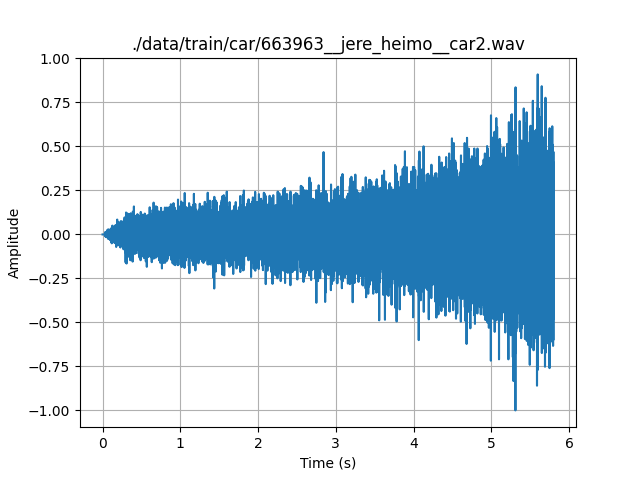 ./data/train/car/663963__jere_heimo__car2.wav
1.00
0.75
0.50
0.25
0.00
−0.25
−0.50
−0.75
−1.00
Amplitude
0 1 2 3 4 5 6
Time (s)